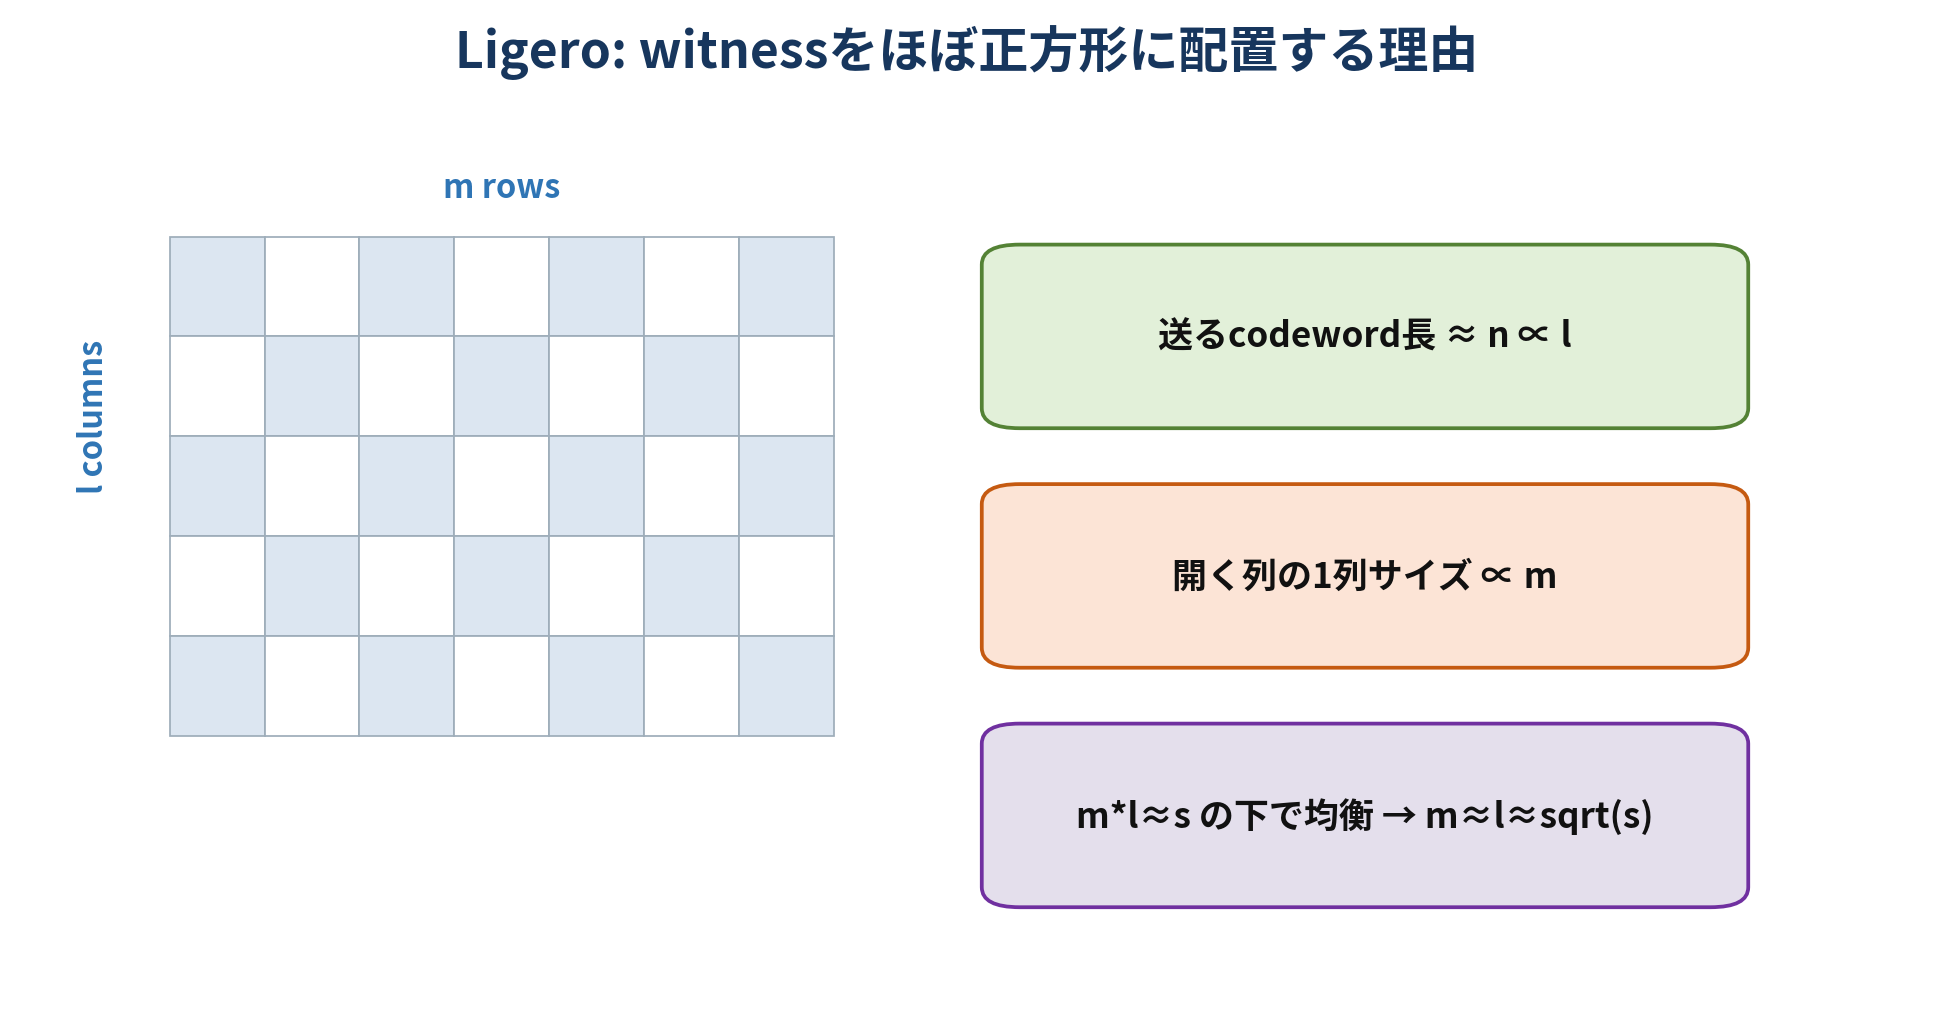 Ligero: witnessをほぼ正方形に配置する理由
m rows
l columns
送るcodeword長 ≈ n ∝ l
開く列の1列サイズ ∝ m
m*l≈s の下で均衡 → m≈l≈sqrt(s)